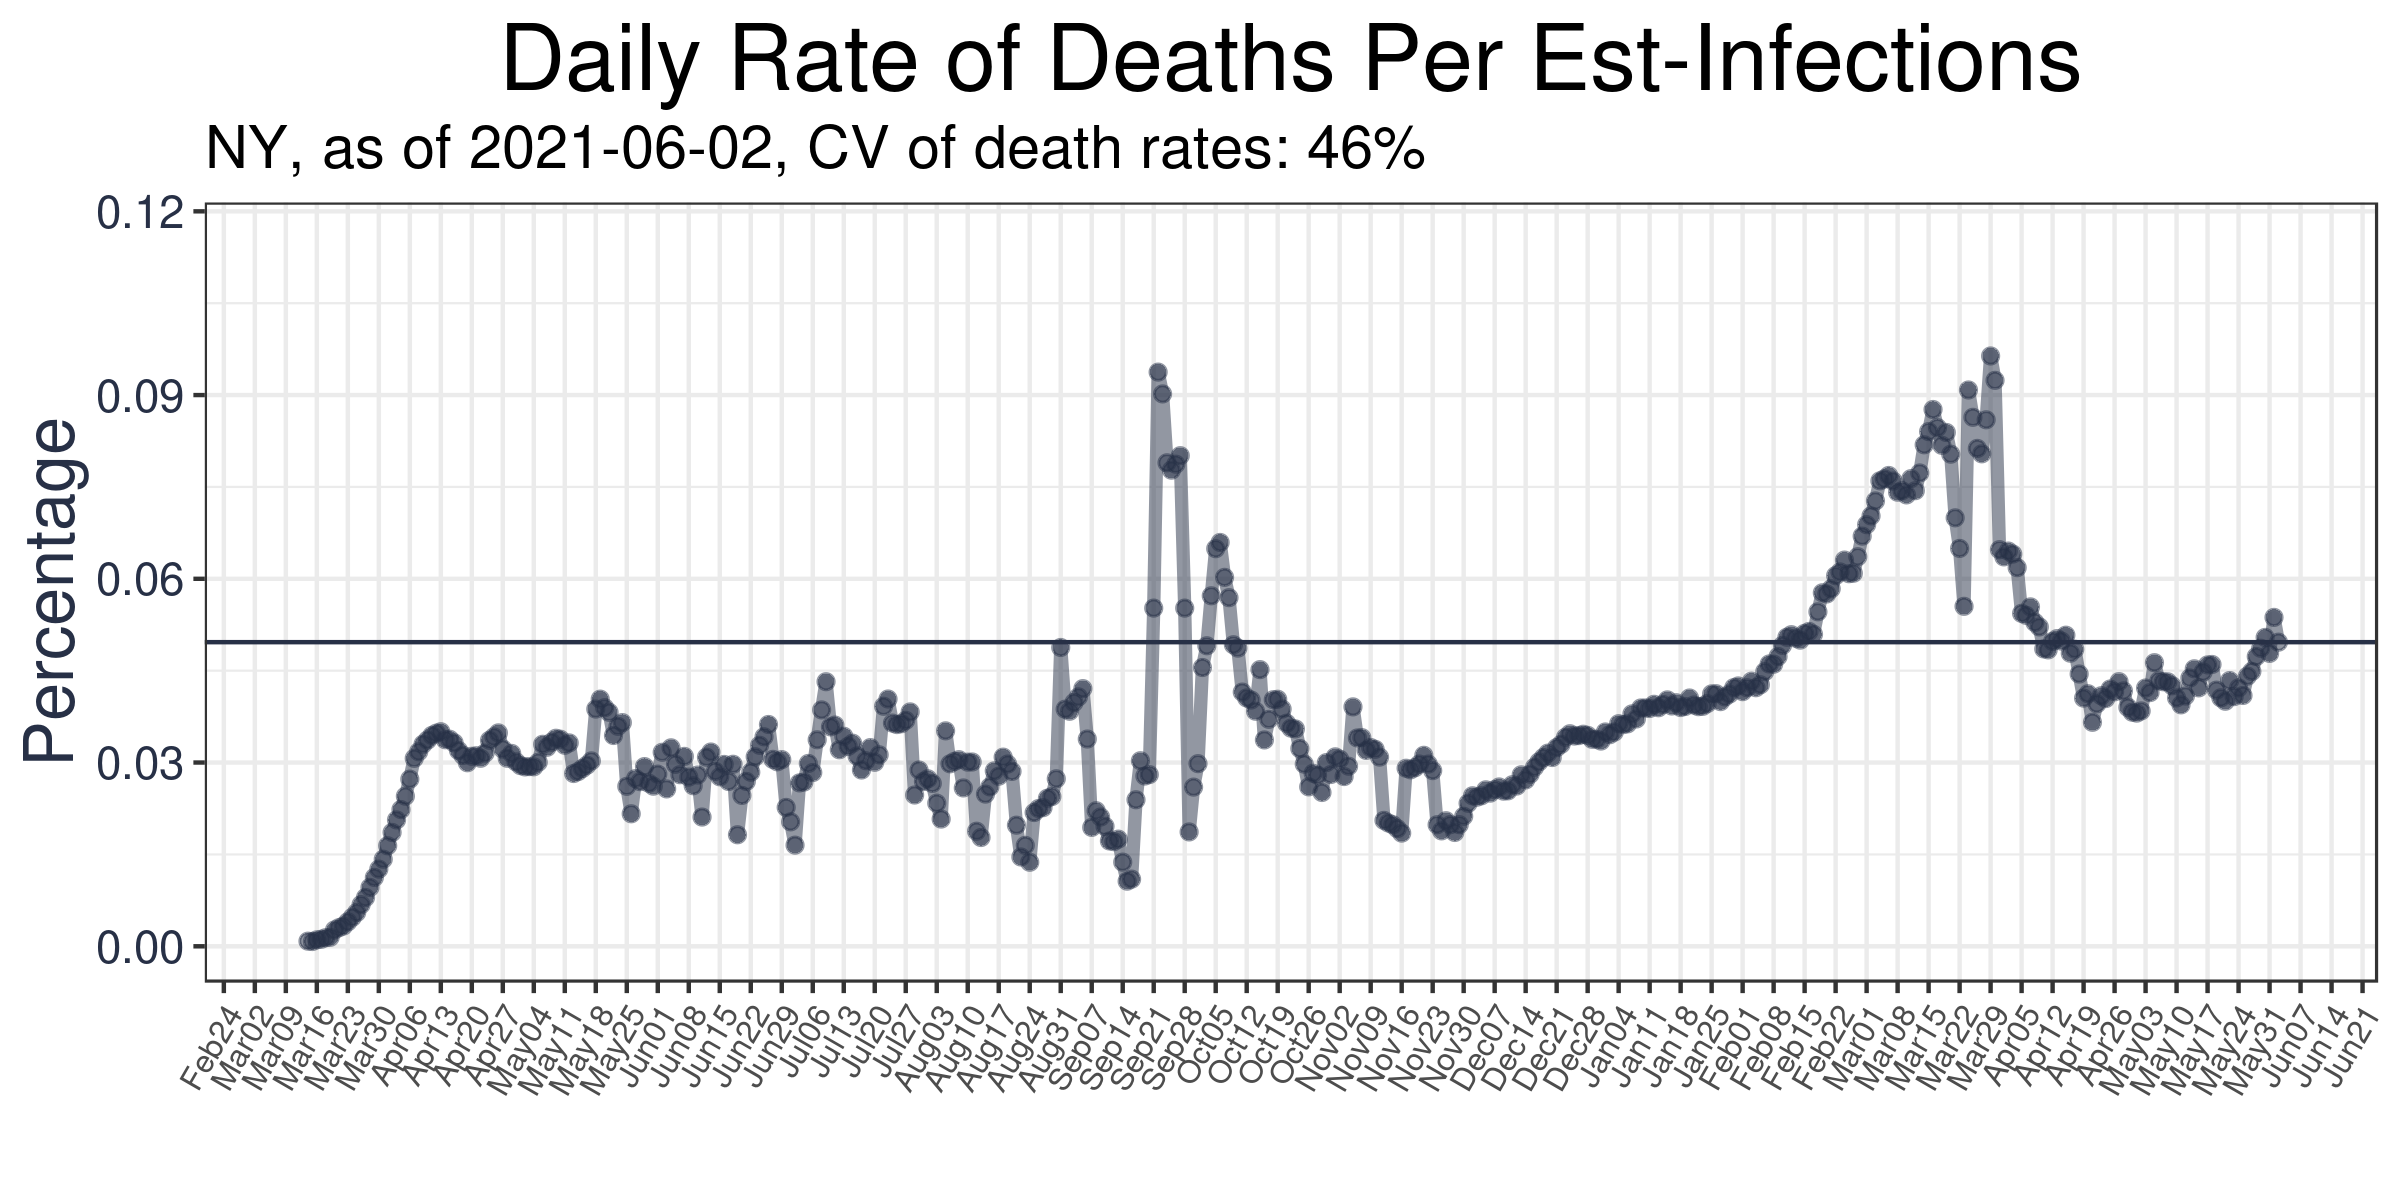 Daily Rate of Deaths Per Est-Infections
NY, as of 2021-06-02, CV of death rates: 46%
Percentage
0.12
0.09
0.06
0.03
0.00
Feb24
Mar02
Mar09
Mar16
Mar23
Mar30
Apr06
Apr13
Apr20
Apr27
May04
May11
May18
May25
Jun01
Jun08
Jun15
Jun22
Jun29
Jul06
Jul13
Jul20
Jul27
Aug03
Aug10
Aug17
Aug24
Aug31
Sep07
Sep14
Sep21
Sep28
Oct05
Oct12
Oct19
Oct26
Nov02
Nov09
Nov16
Nov23
Nov30
Dec07
Dec14
Dec21
Dec28
Jan04
Jan11
Jan18
Jan25
Feb01
Feb08
Feb15
Feb22
Mar01
Mar08
Mar15
Mar22
Mar29
Apr05
Apr12
Apr19
Apr26
May03
May10
May17
May24
May31
Jun07
Jun14
Jun21